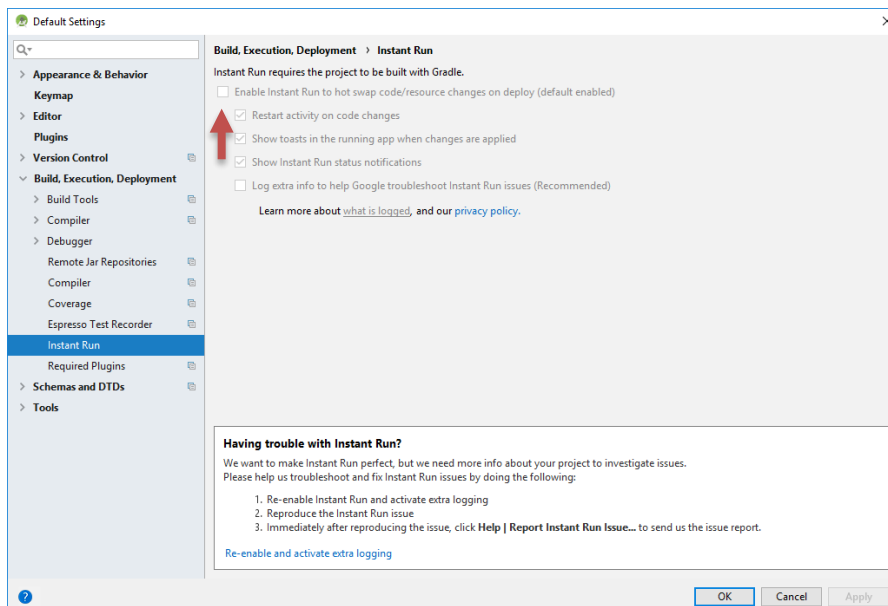 Default Settings
Appearance & Behavior
Keymap
Editor
Plugins
Version Control
Build, Execution, Deployment
Build Tools
Compiler
Debugger
Remote Jar Repositories
Compiler
Coverage
Espresso Test Recorder
Instant Run
Required Plugins
Schemas and DTDs
Tools
Build, Execution, Deployment › Instant Run
Instant Run requires the project to be built with Gradle.
Enable Instant Run to hot swap code/resource changes on deploy (default enabled)
Restart activity on code changes
Show toasts in the running app when changes are applied
Show Instant Run status notifications
Log extra info to help Google troubleshoot Instant Run issues (Recommended)
Learn more about what is logged, and our privacy policy.
Having trouble with Instant Run?
We want to make Instant Run perfect, but we need more info about your project to investigate issues.
Please help us troubleshoot and fix Instant Run issues by doing the following:
1. Re-enable Instant Run and activate extra logging
2. Reproduce the Instant Run issue
3. Immediately after reproducing the issue, click Help | Report Instant Run Issue... to send us the issue report.
Re-enable and activate extra logging
?
OK Cancel Apply